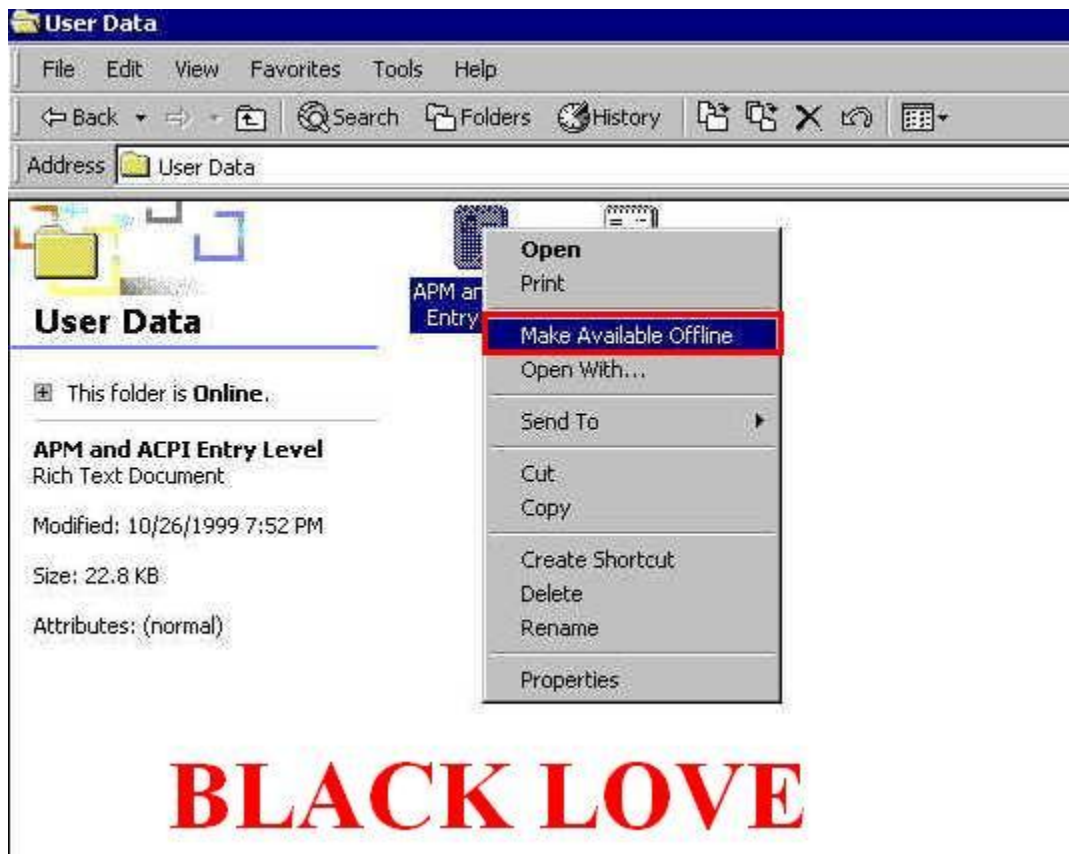 User Data
File Edit View Favorites Tools Help
Back Search Folders History
Address User Data
User Data
This folder is Online.
APM and ACPI Entry Level
Rich Text Document
Modified: 10/26/1999 7:52 PM
Size: 22.8 KB
Attributes: (normal)
APM
Entry
Open
Print
Make Available Offline
Open With...
Send To
Cut
Copy
Create Shortcut
Delete
Rename
Properties
BLACK LOVE